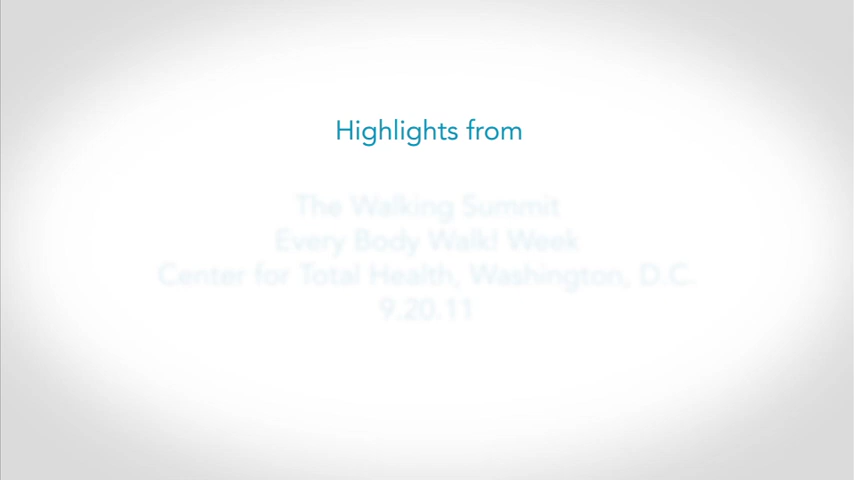 Highlights from
The Walking Summit
Every Body Walk! Week
Center for Total Health, Washington, D.C.
9.20.11